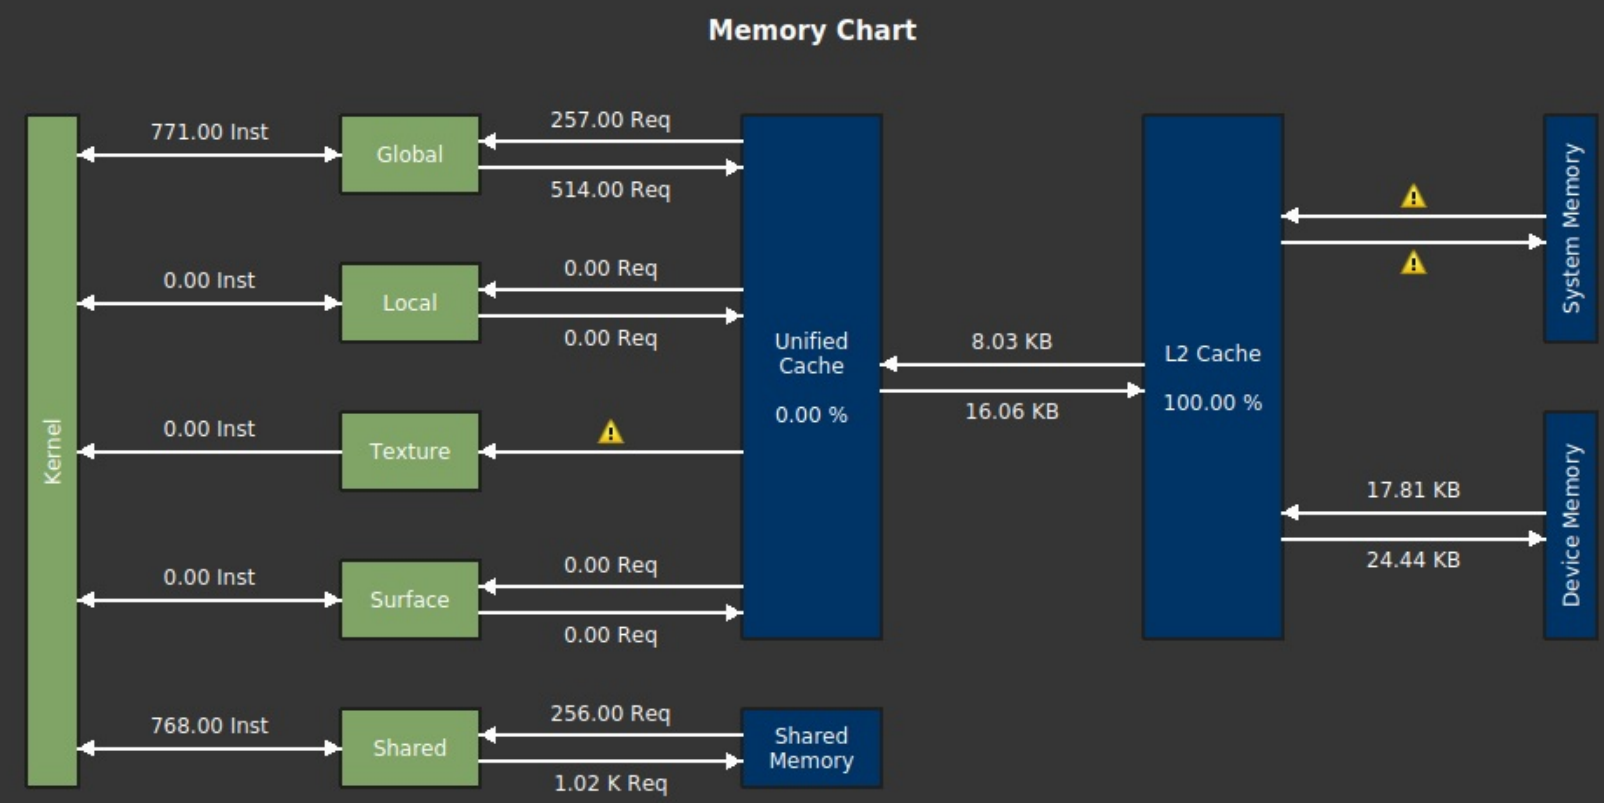 Memory Chart
Kernel
771.00 Inst
Global
257.00 Req
514.00 Req
0.00 Inst
Local
0.00 Req
0.00 Req
0.00 Inst
Texture
0.00 Inst
Surface
0.00 Req
0.00 Req
768.00 Inst
Shared
256.00 Req
1.02 K Req
Unified
Cache
0.00 %
Shared
Memory
8.03 KB
16.06 KB
L2 Cache
100.00 %
System Memory
17.81 KB
24.44 KB
Device Memory